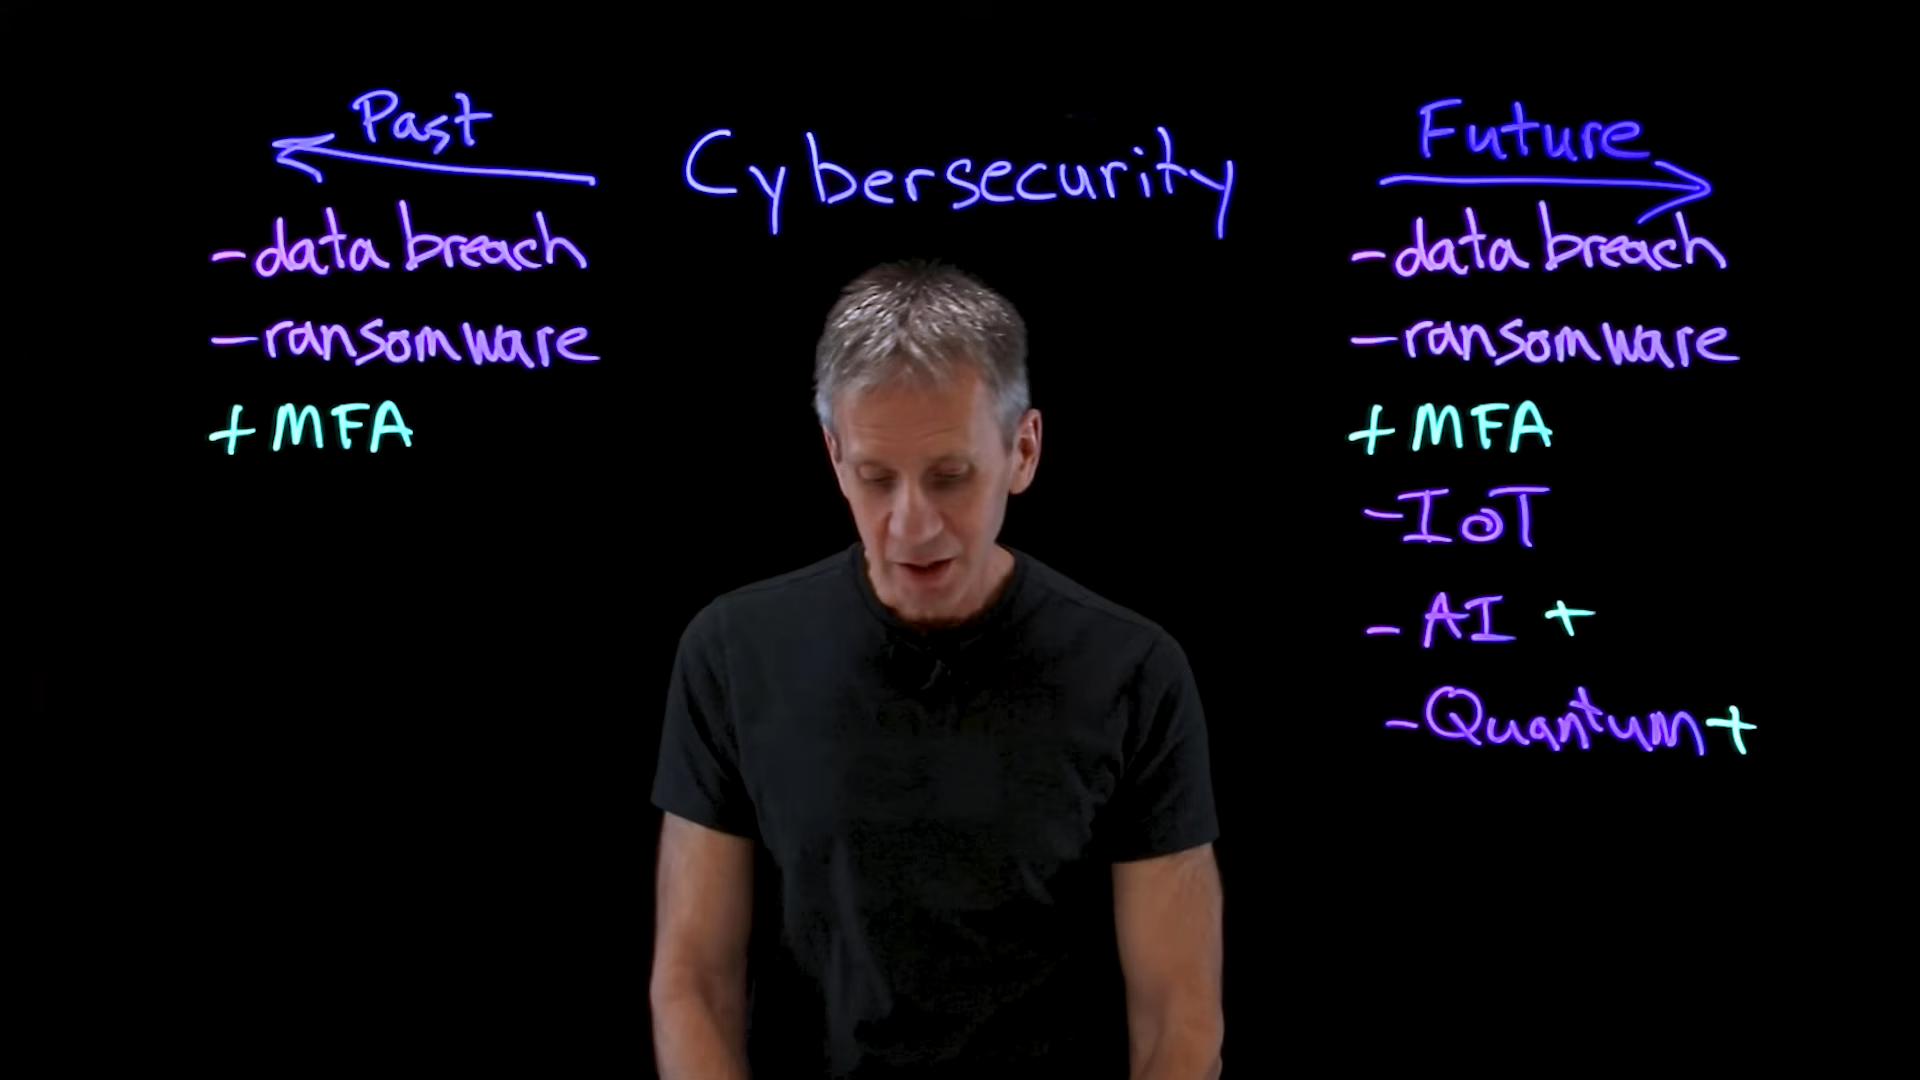 Past
Cybersecurity
Future
- data breach
- ransomware
+ MFA
- data breach
- ransomware
+ MFA
- IoT
- AI +
- Quantum +